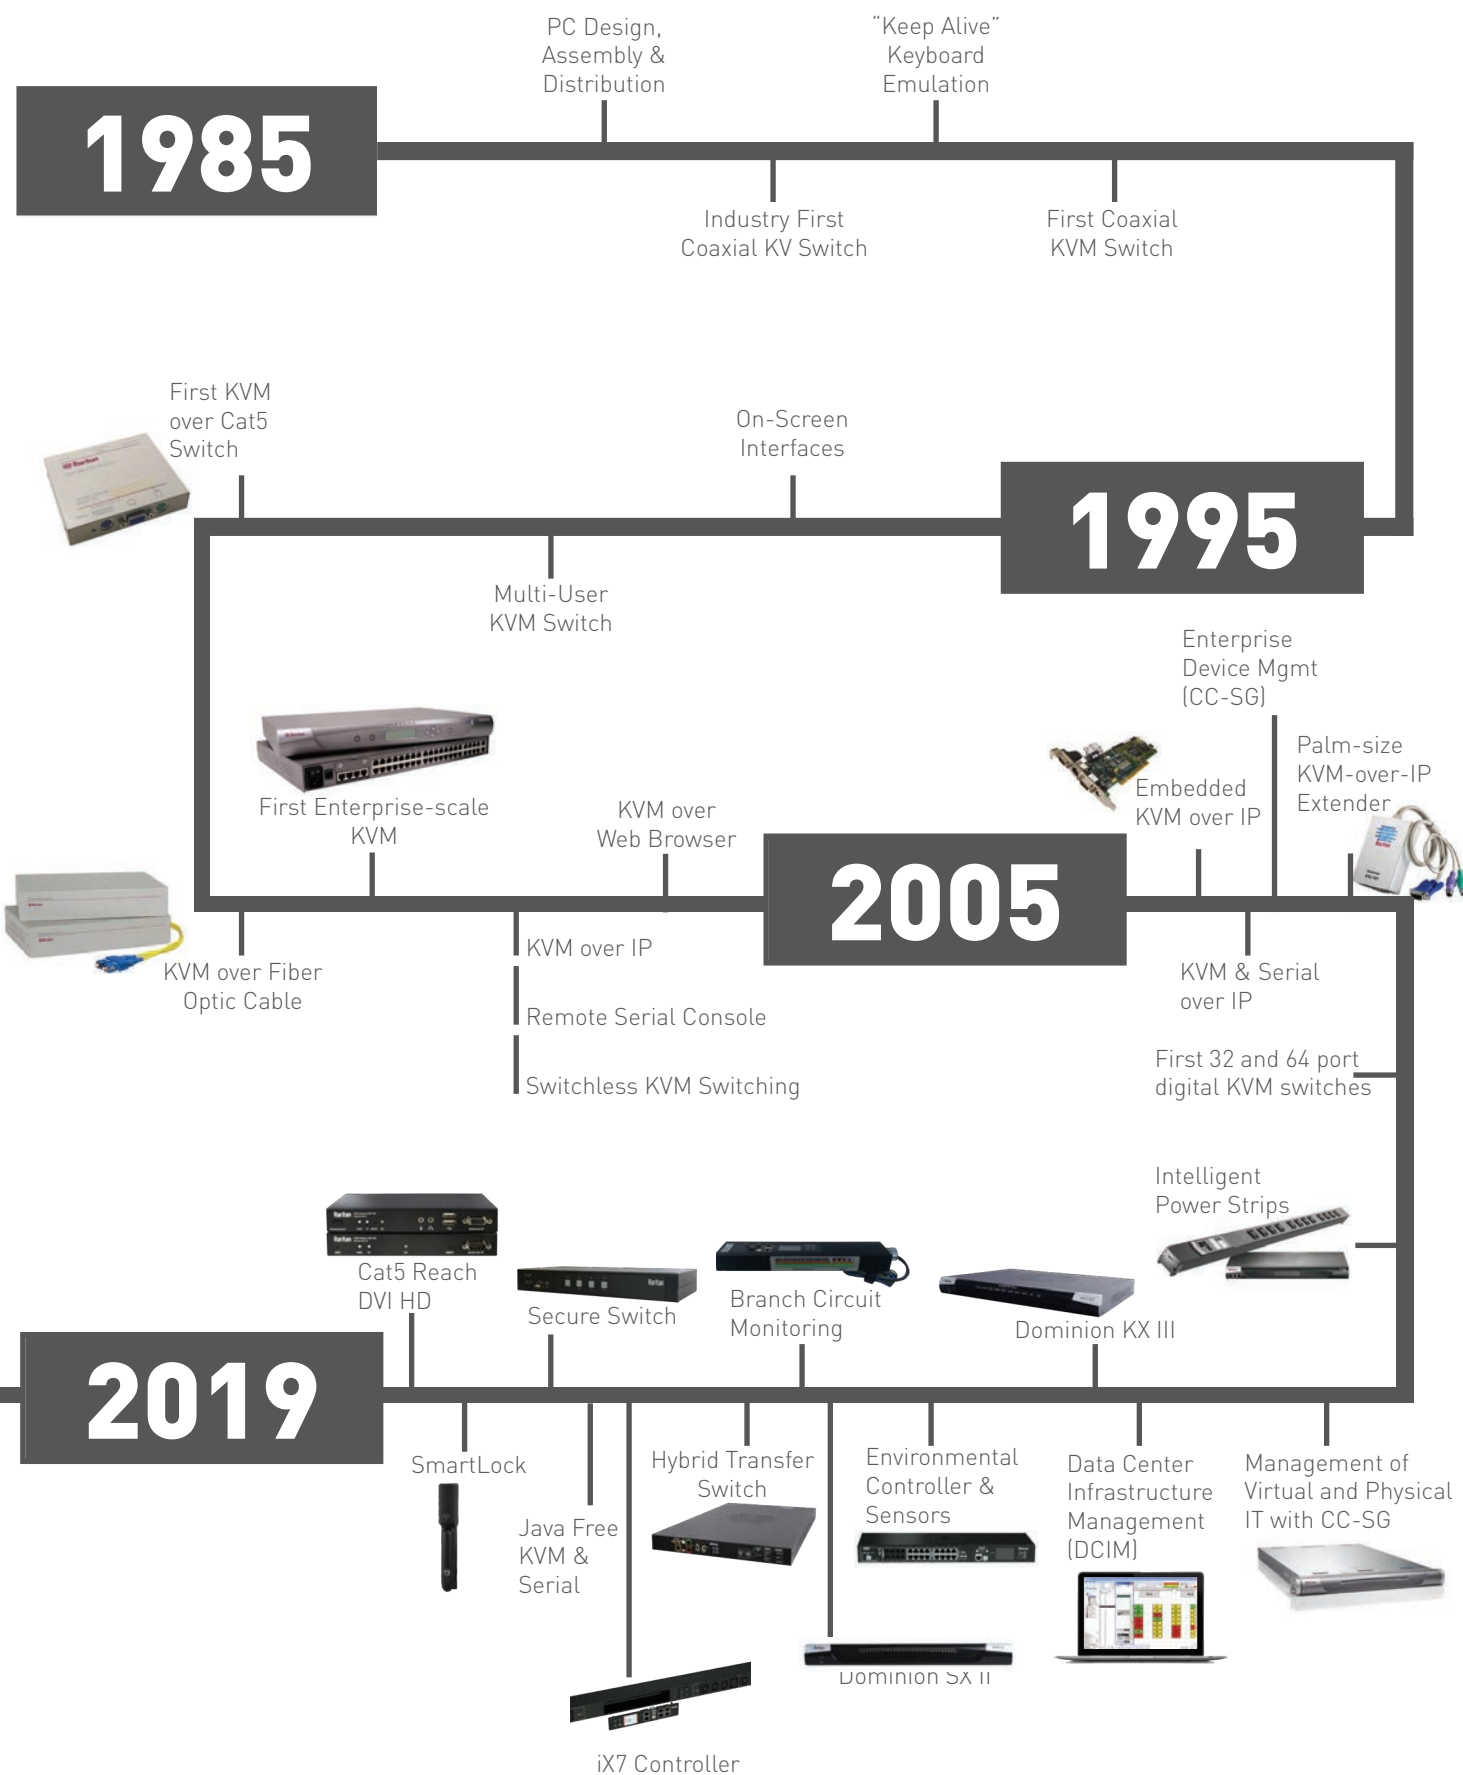 PC Design,
Assembly &
Distribution
“Keep Alive”
Keyboard
Emulation
1985
Industry First
Coaxial KV Switch
First Coaxial
KVM Switch
First KVM
over Cat5
Switch
On-Screen
Interfaces
1995
Multi-User
KVM Switch
Enterprise
Device Mgmt
(CC-SG)
Palm-size
KVM-over-IP
Extender
Embedded
KVM over IP
First Enterprise-scale
KVM
KVM over
Web Browser
2005
KVM over Fiber
Optic Cable
KVM over IP
Remote Serial Console
Switchless KVM Switching
KVM & Serial
over IP
First 32 and 64 port
digital KVM switches
Intelligent
Power Strips
Raritan
Raritan
Cat5 Reach
DVI HD
Raritan
Secure Switch
Branch Circuit
Monitoring
Dominion KX III
2019
SmartLock
Java Free
KVM &
Serial
Hybrid Transfer
Switch
Environmental
Controller &
Sensors
Data Center
Infrastructure
Management
(DCIM)
Management of
Virtual and Physical
IT with CC-SG
Dominion SX II
iX7 Controller